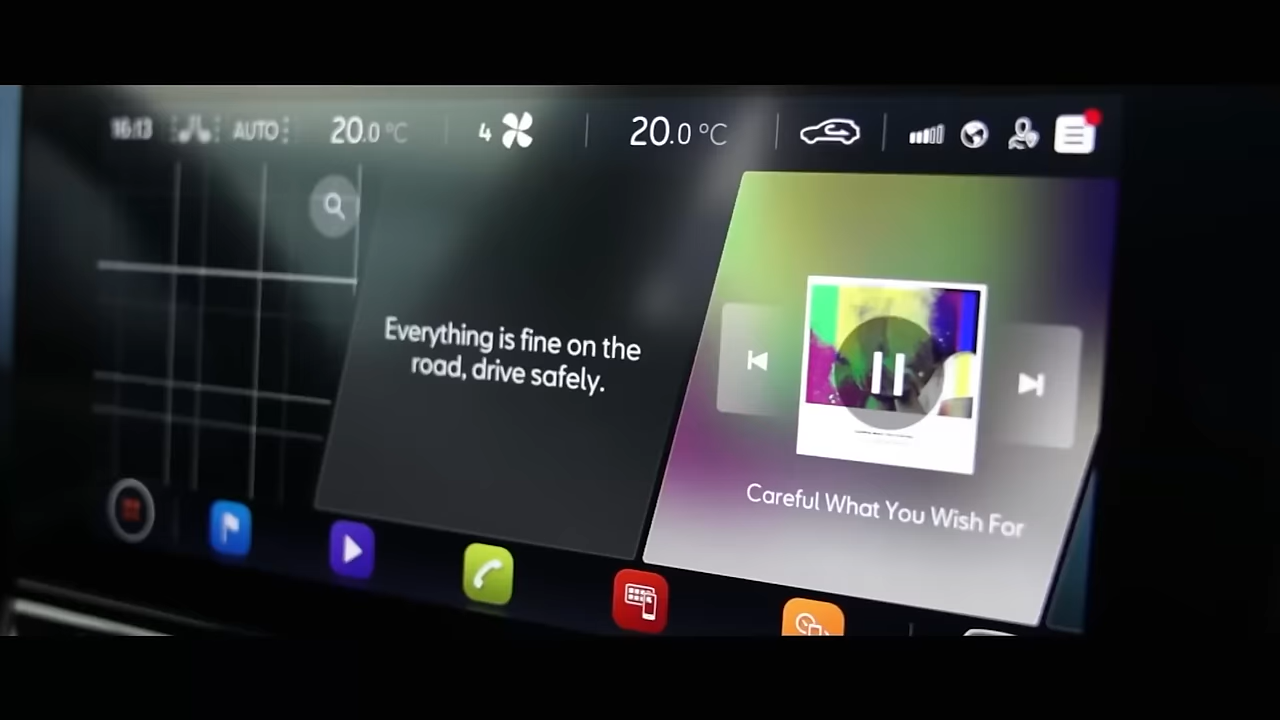 16:13 AUTO 20.0 °C 4 20.0 °C
Everything is fine on the
road, drive safely.
Careful What You Wish For